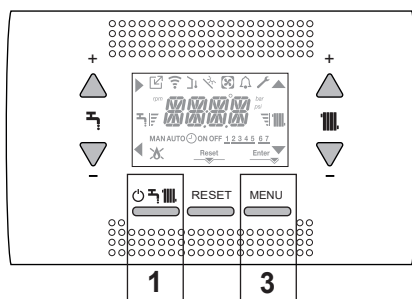 + +
rpm bar
psi
MAN AUTO ON OFF 1 2 3 4 5 6 7
Reset Enter
− −
RESET MENU
1 3